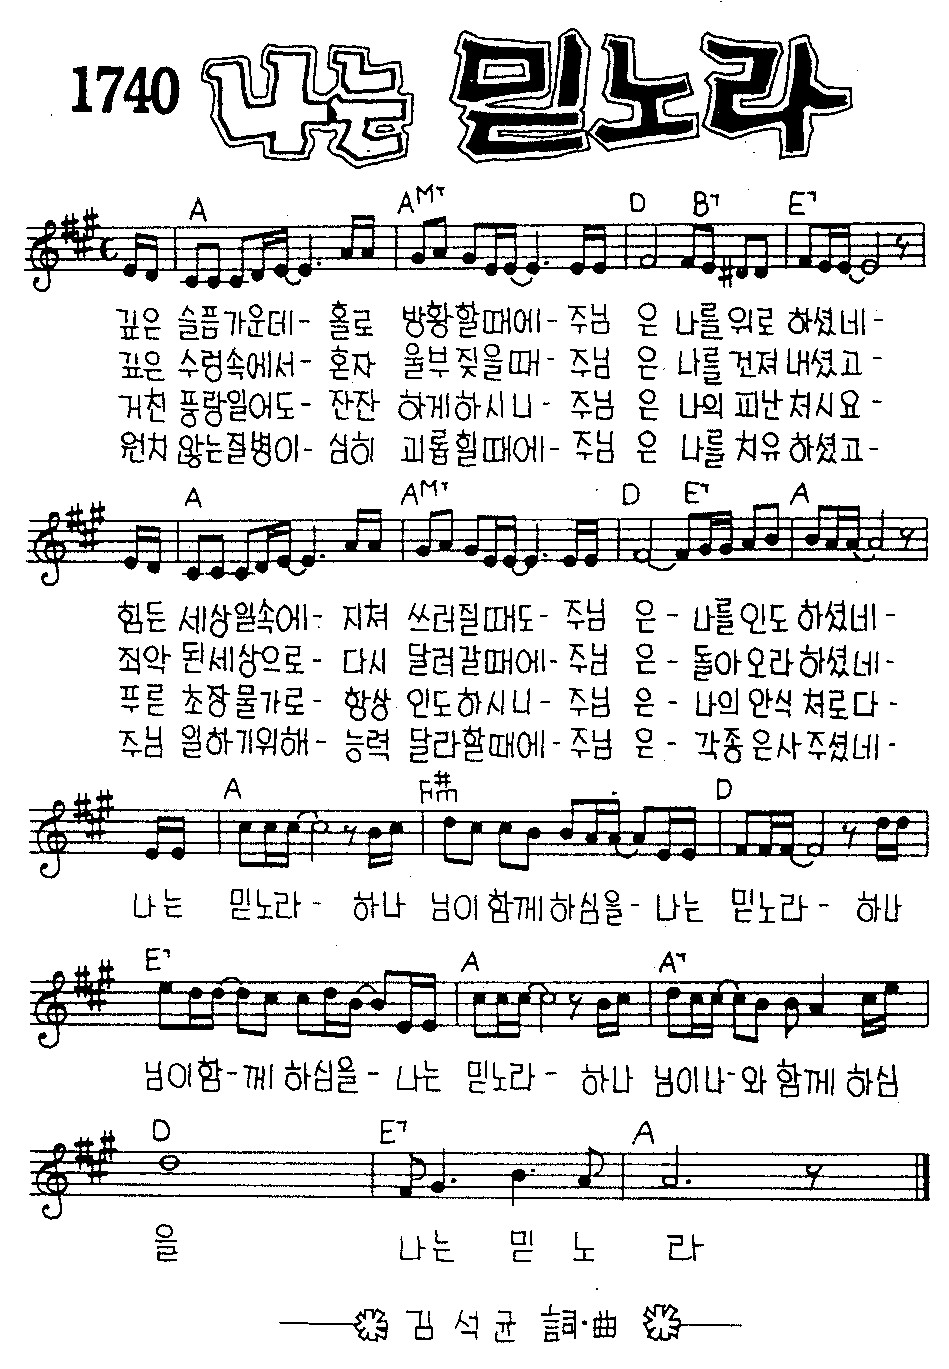 1740 나는 믿노라
A AM7 D B7 E7
깊은 슬픔가운데- 홀로 방황할때에- 주님 은 나를 위로 하셨네-
깊은 수렁속에서- 혼자 울부 짖을때- 주님 은 나를 건져 내셨고-
거친 풍랑일어도- 잔잔 하게하시니- 주님 은 나의 피난 처시요-
원치 않는질병이- 심히 괴롭힐때에- 주님 은 나를 치유 하셨고-
A AM7 D E7 A
힘든 세상일속에- 지쳐 쓰러질때도- 주님 은- 나를인도 하셨네-
죄악 된세상으로- 다시 달려갈때에- 주님 은- 돌아오라하셨네-
푸른 초장물가로- 항상 인도하시니- 주님 은- 나의 안식 처로다-
주님 일하기위해- 능력 달라할때에- 주님 은- 각종은사주셨네-
A F#m D
나는 믿노라- 하나 님이함께하심을- 나는 믿노라- 하나
E7 A A7
님이함-께 하심을- 나는 믿노라- 하나 님이나-와 함께 하심
D E7 A
을 나는 믿 노 라
김 석 균 詞·曲